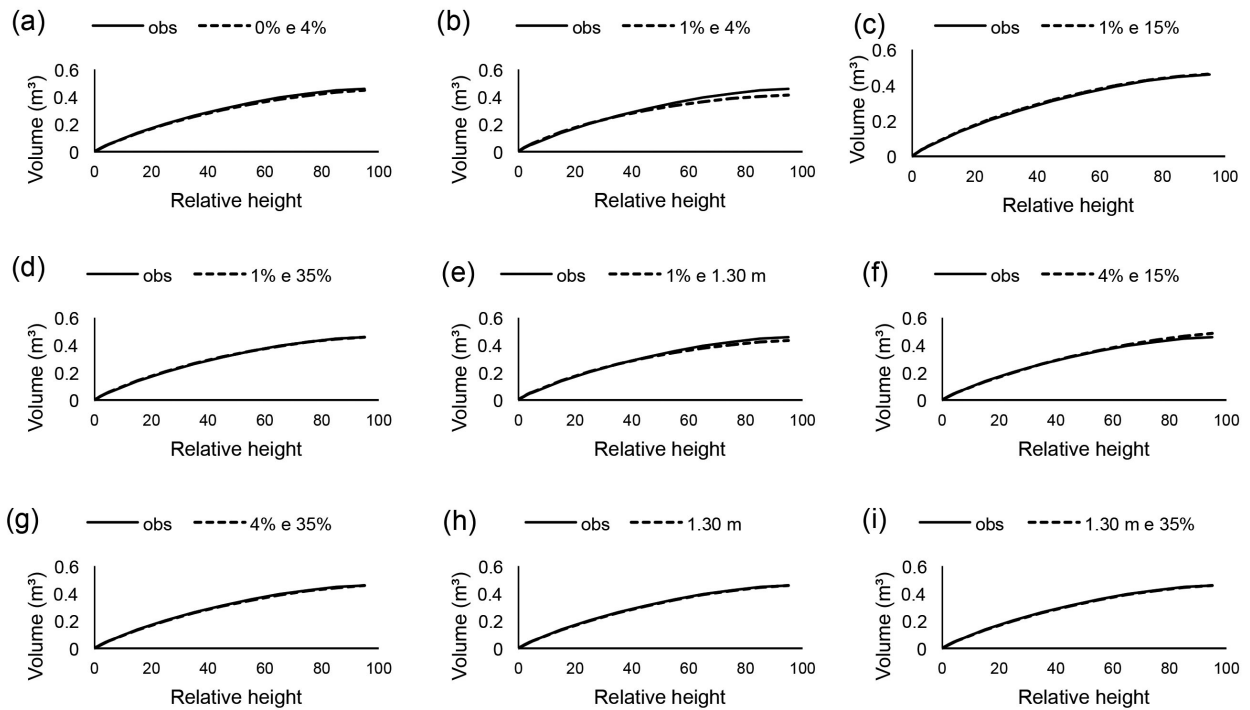 (a) obs 0% e 4%
Volume (m³)
0.6
0.4
0.2
0
0 20 40 60 80 100
Relative height
(b) obs 1% e 4%
Volume (m³)
0.6
0.4
0.2
0
0 20 40 60 80 100
Relative height
(c) obs 1% e 15%
Volume (m³)
0.6
0.4
0.2
0
0 20 40 60 80 100
Relative height
(d) obs 1% e 35%
Volume (m³)
0.6
0.4
0.2
0
0 20 40 60 80 100
Relative height
(e) obs 1% e 1.30 m
Volume (m³)
0.6
0.4
0.2
0
0 20 40 60 80 100
Relative height
(f) obs 4% e 15%
Volume (m³)
0.6
0.4
0.2
0
0 20 40 60 80 100
Relative height
(g) obs 4% e 35%
Volume (m³)
0.6
0.4
0.2
0
0 20 40 60 80 100
Relative height
(h) obs 1.30 m
Volume (m³)
0.6
0.4
0.2
0
0 20 40 60 80 100
Relative height
(i) obs 1.30 m e 35%
Volume (m³)
0.6
0.4
0.2
0
0 20 40 60 80 100
Relative height